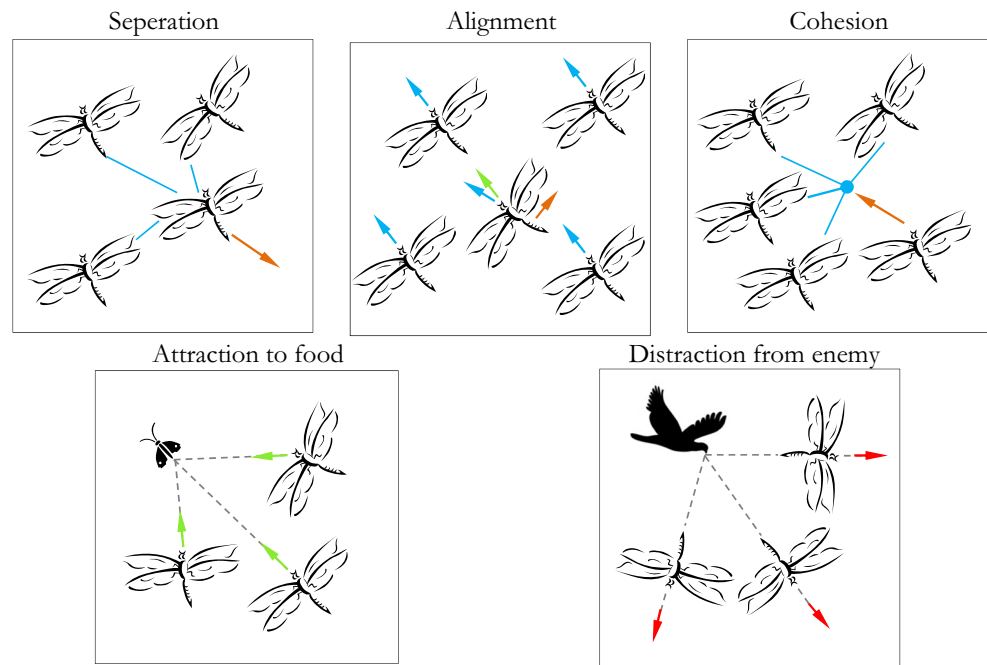 Seperation
Alignment
Cohesion
Attraction to food
Distraction from enemy